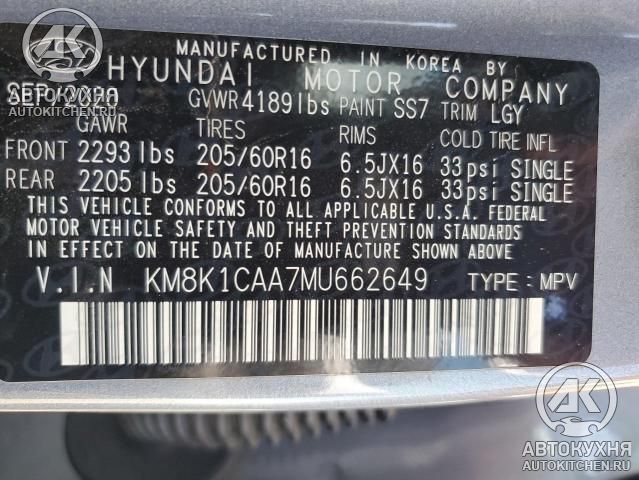 MANUFACTURED IN KOREA BY
HYUNDAI MOTOR COMPANY
GVWR 4189 lbs PAINT SS7 TRIM LGY
GAWR TIRES RIMS COLD TIRE INFL
FRONT 2293 lbs 205/60R16 6.5JX16 33psi SINGLE
REAR 2205 lbs 205/60R16 6.5JX16 33psi SINGLE
THIS VEHICLE CONFORMS TO ALL APPLICABLE U.S.A. FEDERAL
MOTOR VEHICLE SAFETY AND THEFT PREVENTION STANDARDS
IN EFFECT ON THE DATE OF MANUFACTURE SHOWN ABOVE
V.I.N KM8K1CAA7MU662649 TYPE: MPV
АВТОКУХНЯ
AUTOKITCHEN.RU
АК
АВТОКУХНЯ
AUTOKITCHEN.RU